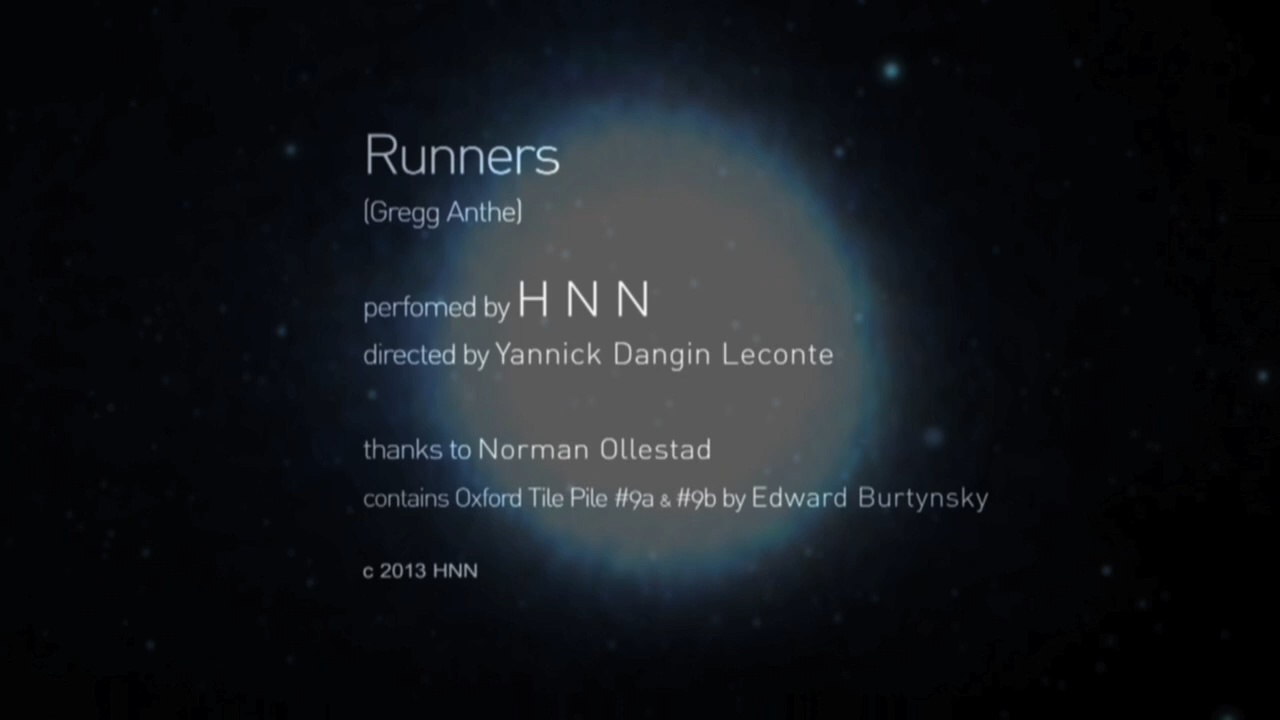 Runners
(Gregg Anthe)
perfomed by H N N
directed by Yannick Dangin Leconte
thanks to Norman Ollestad
contains Oxford Tile Pile #9a & #9b by Edward Burtynsky
c 2013 HNN